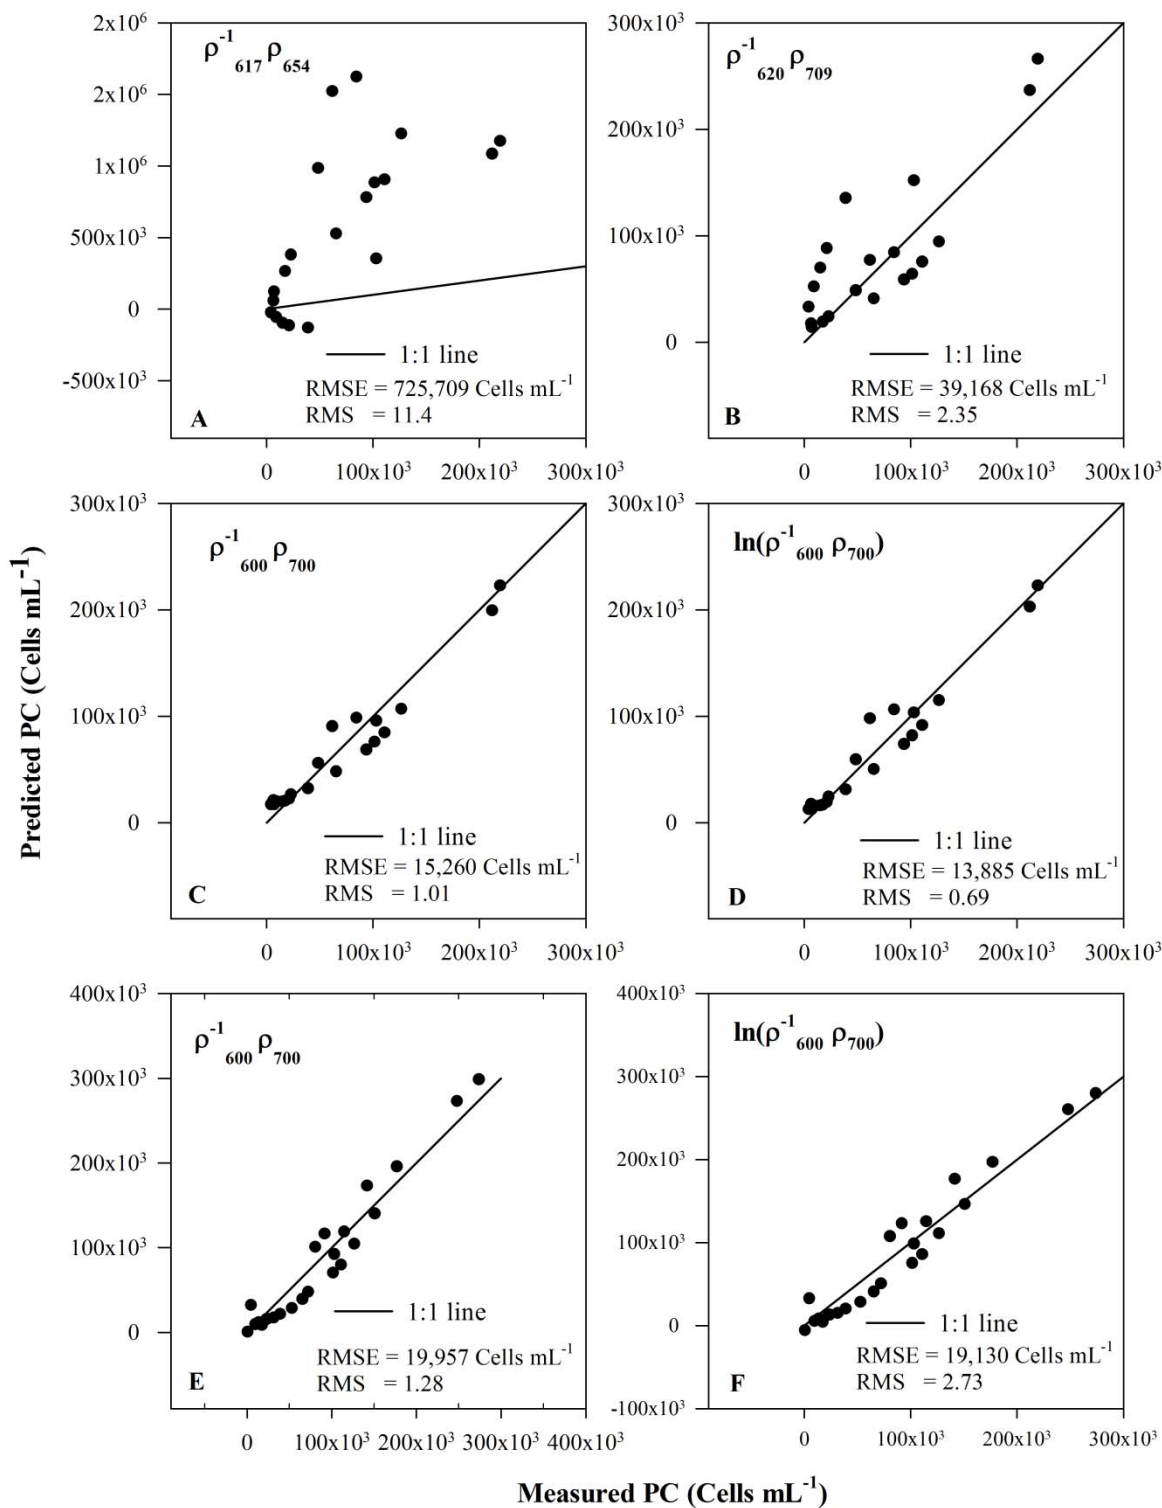 Predicted PC (Cells mL⁻¹)
2x10⁶
2x10⁶
1x10⁶
500x10³
0
-500x10³
ρ⁻¹₆₁₇ ρ₆₅₄
1:1 line
RMSE = 725,709 Cells mL⁻¹
RMS = 11.4
A
0 100x10³ 200x10³ 300x10³
300x10³
200x10³
100x10³
0
ρ⁻¹₆₂₀ ρ₇₀₉
1:1 line
RMSE = 39,168 Cells mL⁻¹
RMS = 2.35
B
0 100x10³ 200x10³ 300x10³
300x10³
200x10³
100x10³
0
ρ⁻¹₆₀₀ ρ₇₀₀
1:1 line
RMSE = 15,260 Cells mL⁻¹
RMS = 1.01
C
0 100x10³ 200x10³ 300x10³
300x10³
200x10³
100x10³
0
ln(ρ⁻¹₆₀₀ ρ₇₀₀)
1:1 line
RMSE = 13,885 Cells mL⁻¹
RMS = 0.69
D
0 100x10³ 200x10³ 300x10³
400x10³
300x10³
200x10³
100x10³
0
ρ⁻¹₆₀₀ ρ₇₀₀
1:1 line
RMSE = 19,957 Cells mL⁻¹
RMS = 1.28
E
0 100x10³ 200x10³ 300x10³ 400x10³
400x10³
300x10³
200x10³
100x10³
0
-100x10³
ln(ρ⁻¹₆₀₀ ρ₇₀₀)
1:1 line
RMSE = 19,130 Cells mL⁻¹
RMS = 2.73
F
0 100x10³ 200x10³ 300x10³
Measured PC (Cells mL⁻¹)